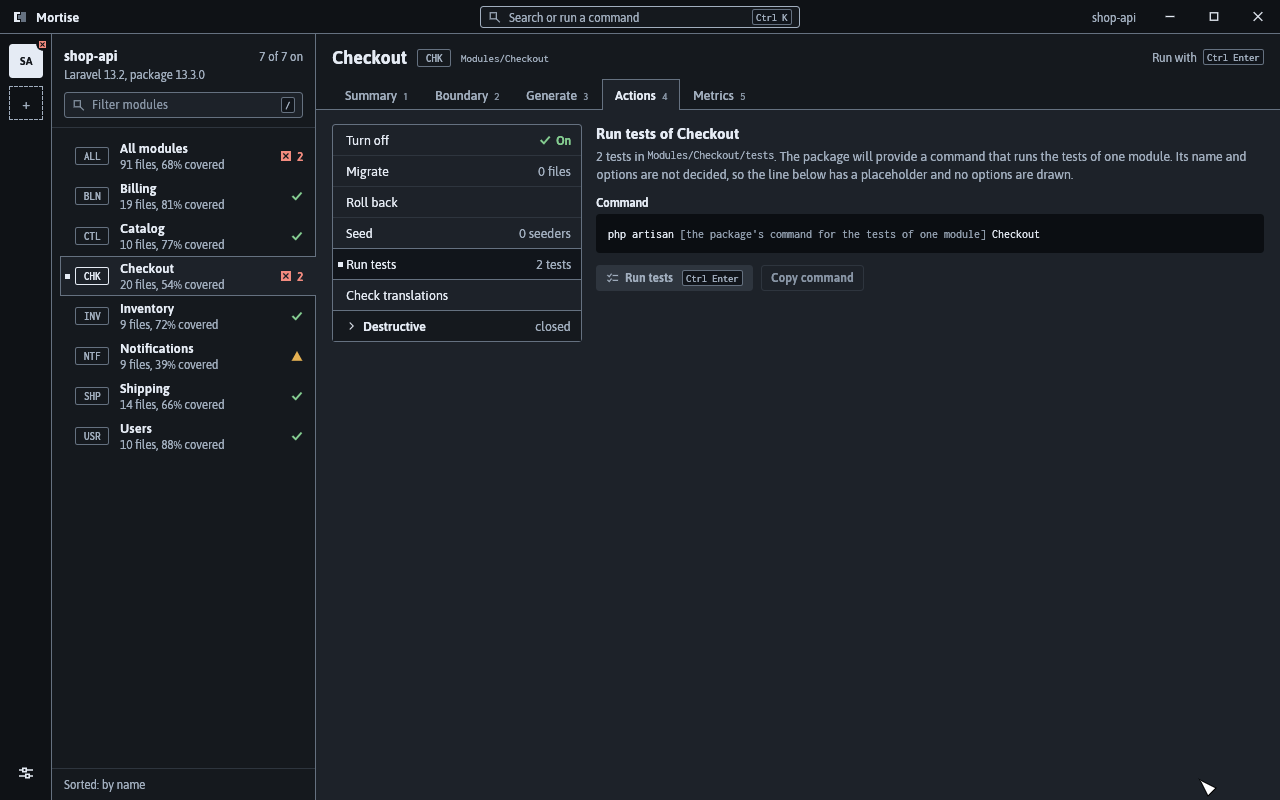 Mortise
Search or run a command
Ctrl K
shop-api
SA
+
shop-api
7 of 7 on
Laravel 13.2, package 13.3.0
Filter modules
/
ALL
All modules
91 files, 68% covered
2
BLN
Billing
19 files, 81% covered
CTL
Catalog
10 files, 77% covered
CHK
Checkout
20 files, 54% covered
2
INV
Inventory
9 files, 72% covered
NTF
Notifications
9 files, 39% covered
SHP
Shipping
14 files, 66% covered
USR
Users
10 files, 88% covered
Sorted: by name
Checkout
CHK
Modules/Checkout
Run with
Ctrl Enter
Summary 1
Boundary 2
Generate 3
Actions 4
Metrics 5
Turn off
On
Migrate
0 files
Roll back
Seed
0 seeders
Run tests
2 tests
Check translations
Destructive
closed
Run tests of Checkout
2 tests in Modules/Checkout/tests. The package will provide a command that runs the tests of one module. Its name and
options are not decided, so the line below has a placeholder and no options are drawn.
Command
php artisan [the package's command for the tests of one module] Checkout
Run tests
Ctrl Enter
Copy command